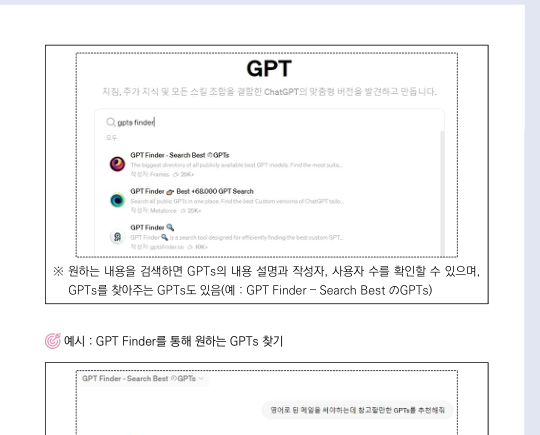 GPT
지침, 추가 지식 및 모든 스킬 조합을 결합한 ChatGPT의 맞춤형 버전을 발견하고 만듭니다.
gpts finder
모두
GPT Finder - Search Best のGPTs
The biggest directory of all publicly available best GPT models. Find the most suita...
작성자: Frames 35K+
GPT Finder 👉 Best +68,000 GPT Search
Search all public GPTs in one place. Find the best Custom versions of ChatGPT tailo...
작성자: Metaforce 25K+
GPT Finder 🔍
GPT Finder 🔍 is a search tool designed for efficiently finding the best custom GPT...
작성자: gptsfinder.io 10K+
※ 원하는 내용을 검색하면 GPTs의 내용 설명과 작성자, 사용자 수를 확인할 수 있으며,
GPTs를 찾아주는 GPTs도 있음(예 : GPT Finder – Search Best のGPTs)
예시 : GPT Finder를 통해 원하는 GPTs 찾기
GPT Finder - Search Best のGPTs
영어로 된 메일을 써야하는데 참고할만한 GPTs를 추천해줘